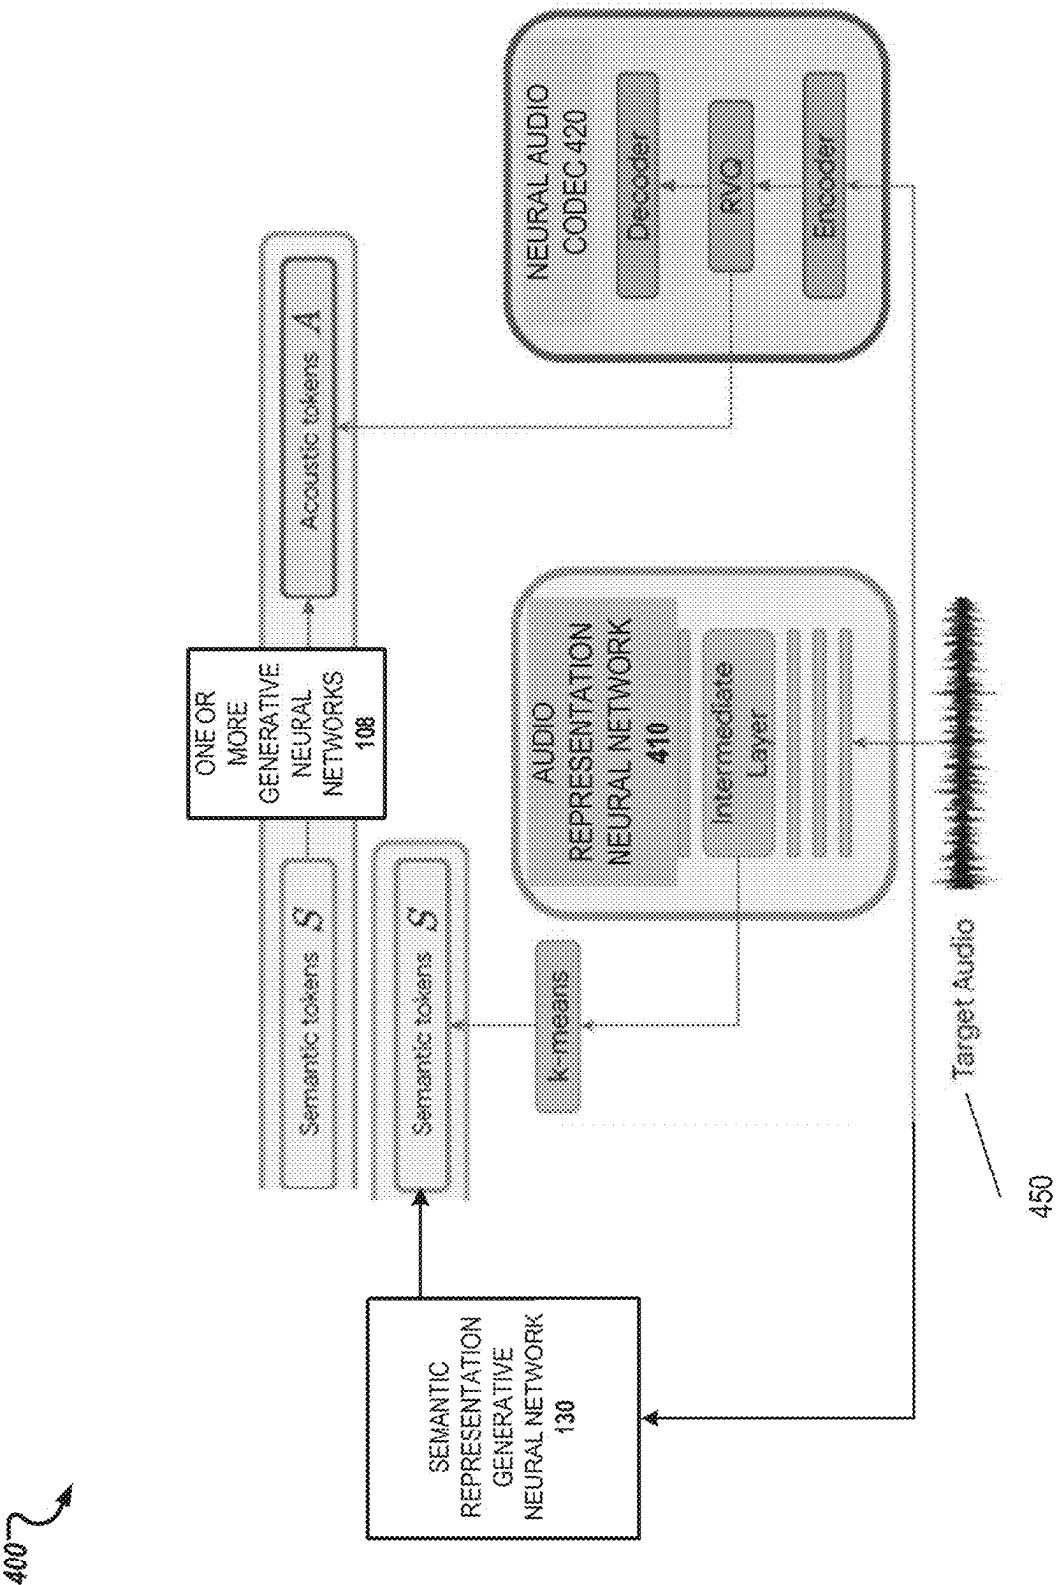 400
ONE OR
MORE
GENERATIVE
NEURAL
NETWORKS
108
Semantic tokens S
Acoustic tokens A
Semantic tokens S
SEMANTIC
REPRESENTATION
GENERATIVE
NEURAL NETWORK
130
k-means
AUDIO
REPRESENTATION
NEURAL NETWORK
410
Intermediate
Layer
NEURAL AUDIO
CODEC 420
Decoder
RVQ
Encoder
Target Audio
450